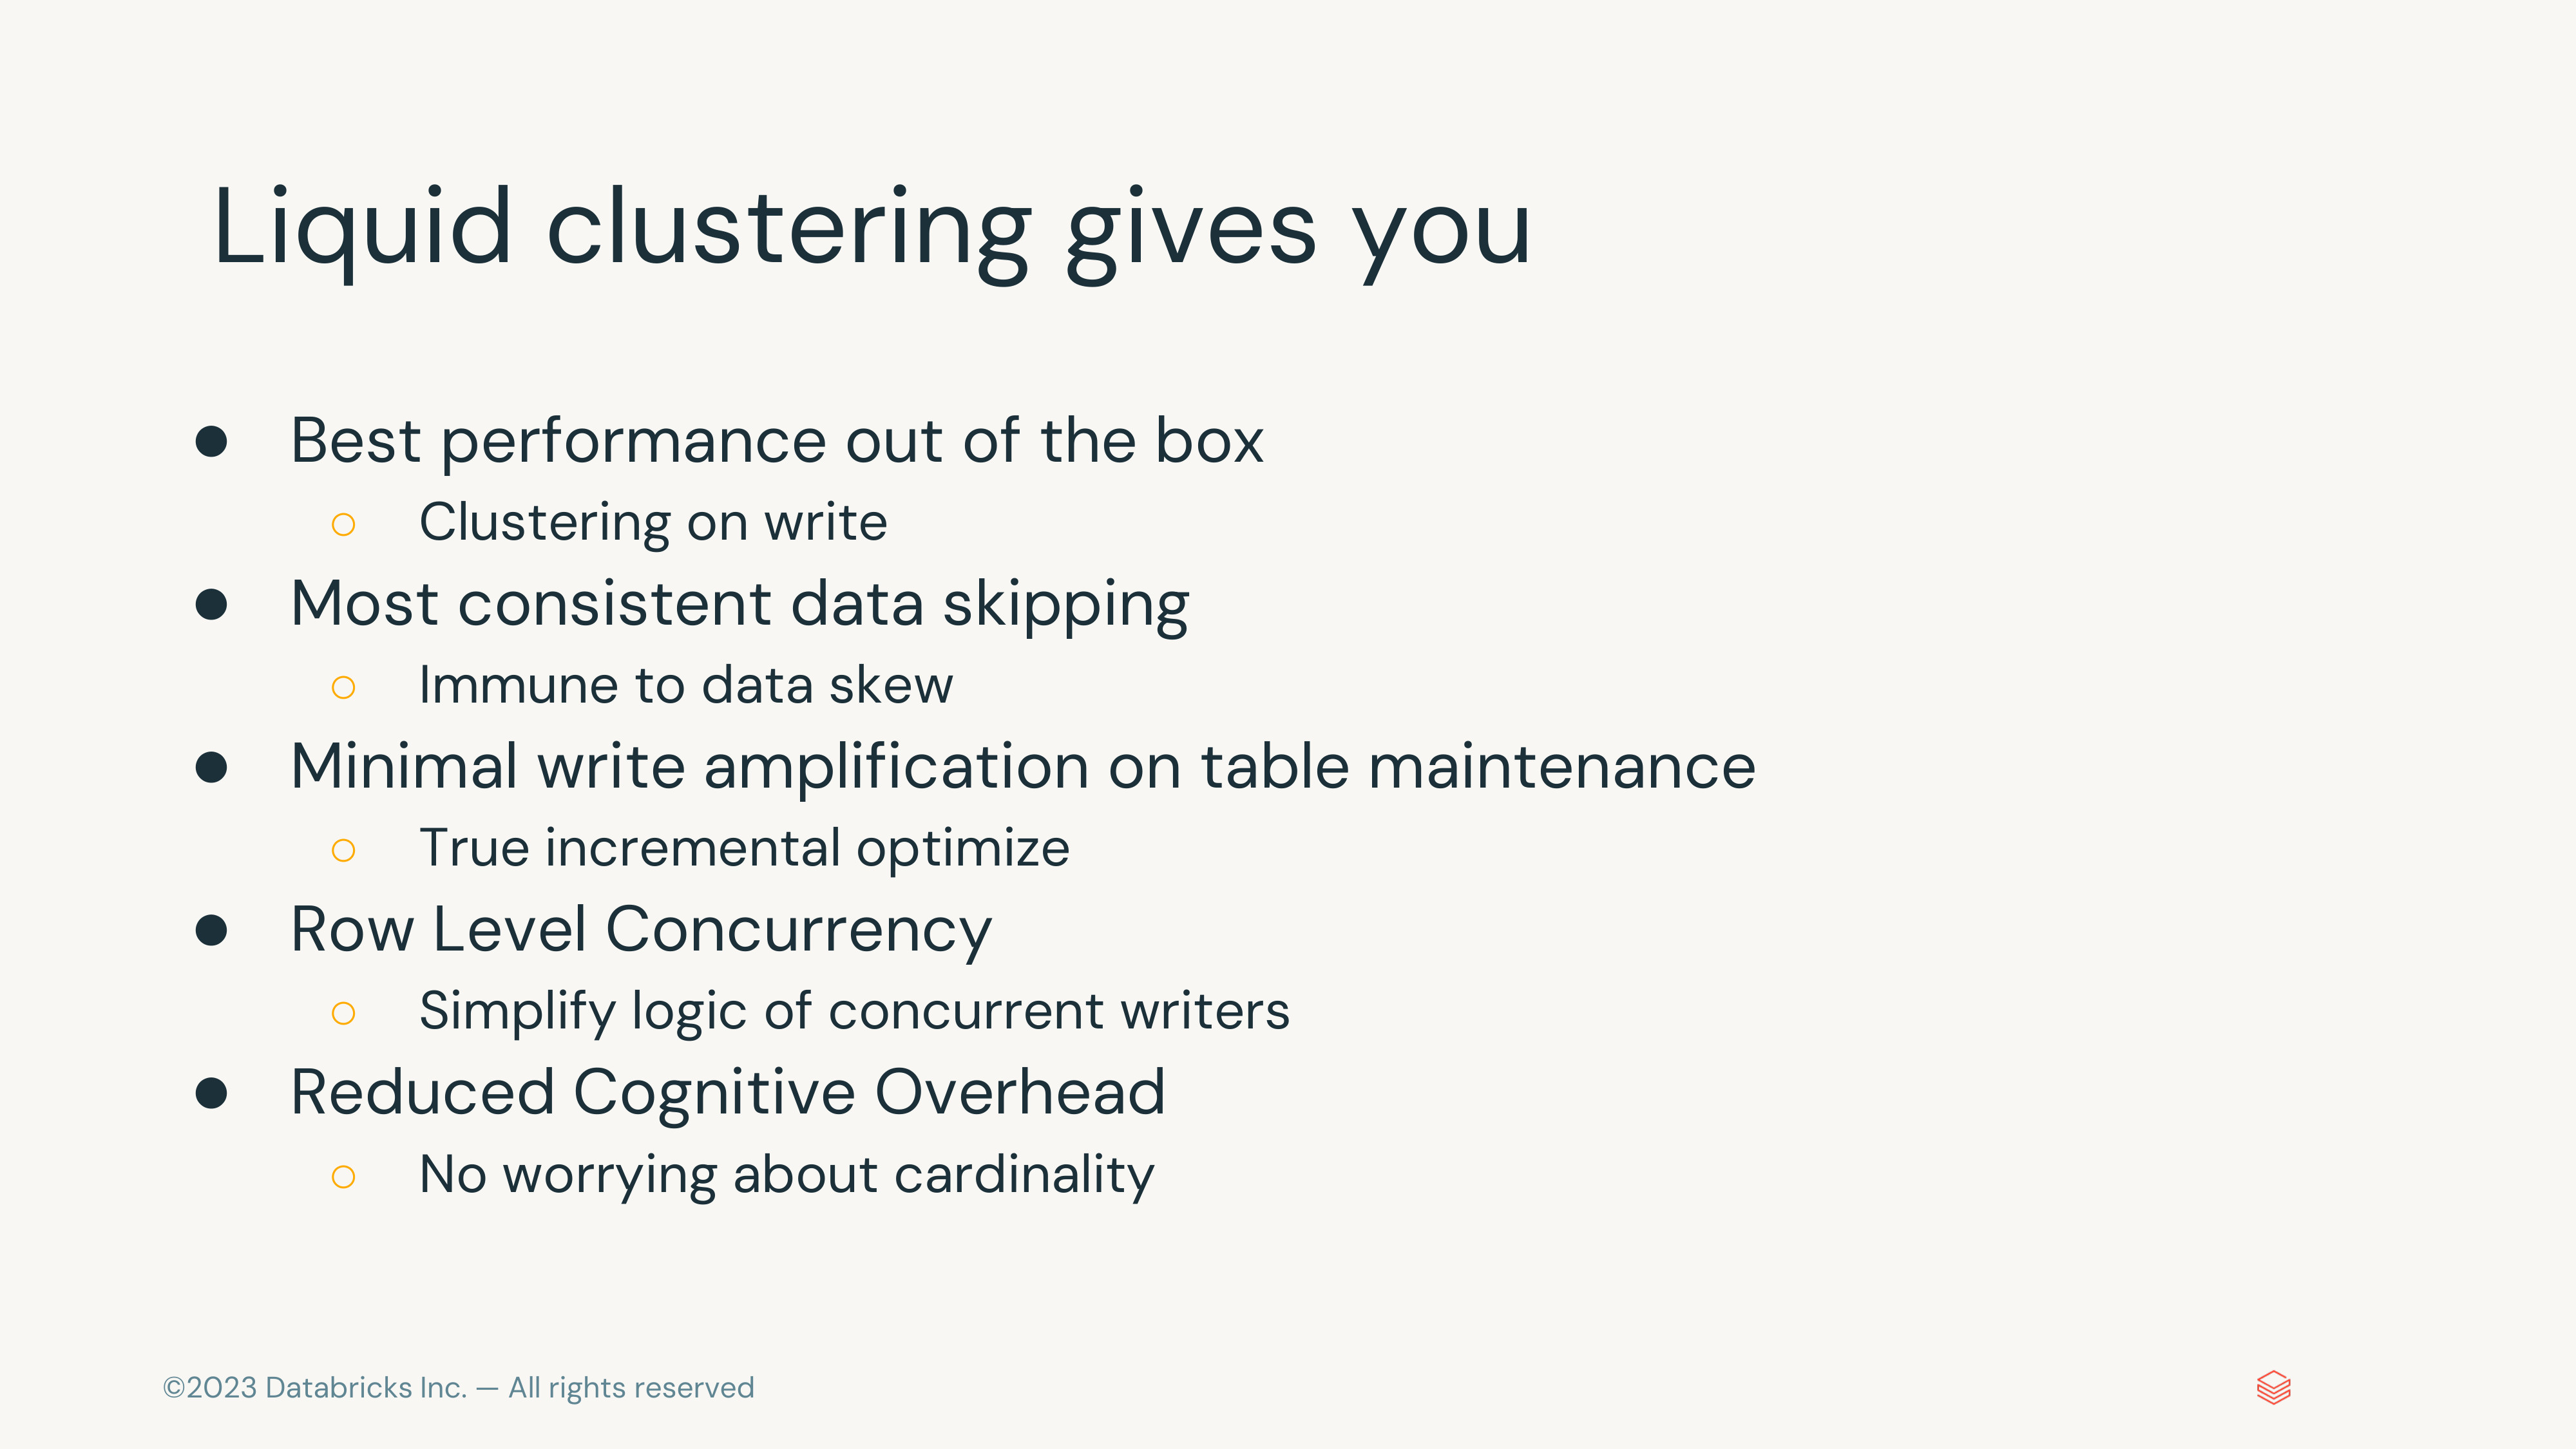 Liquid clustering gives you
● Best performance out of the box
○ Clustering on write
● Most consistent data skipping
○ Immune to data skew
● Minimal write amplification on table maintenance
○ True incremental optimize
● Row Level Concurrency
○ Simplify logic of concurrent writers
● Reduced Cognitive Overhead
○ No worrying about cardinality
©2023 Databricks Inc. — All rights reserved